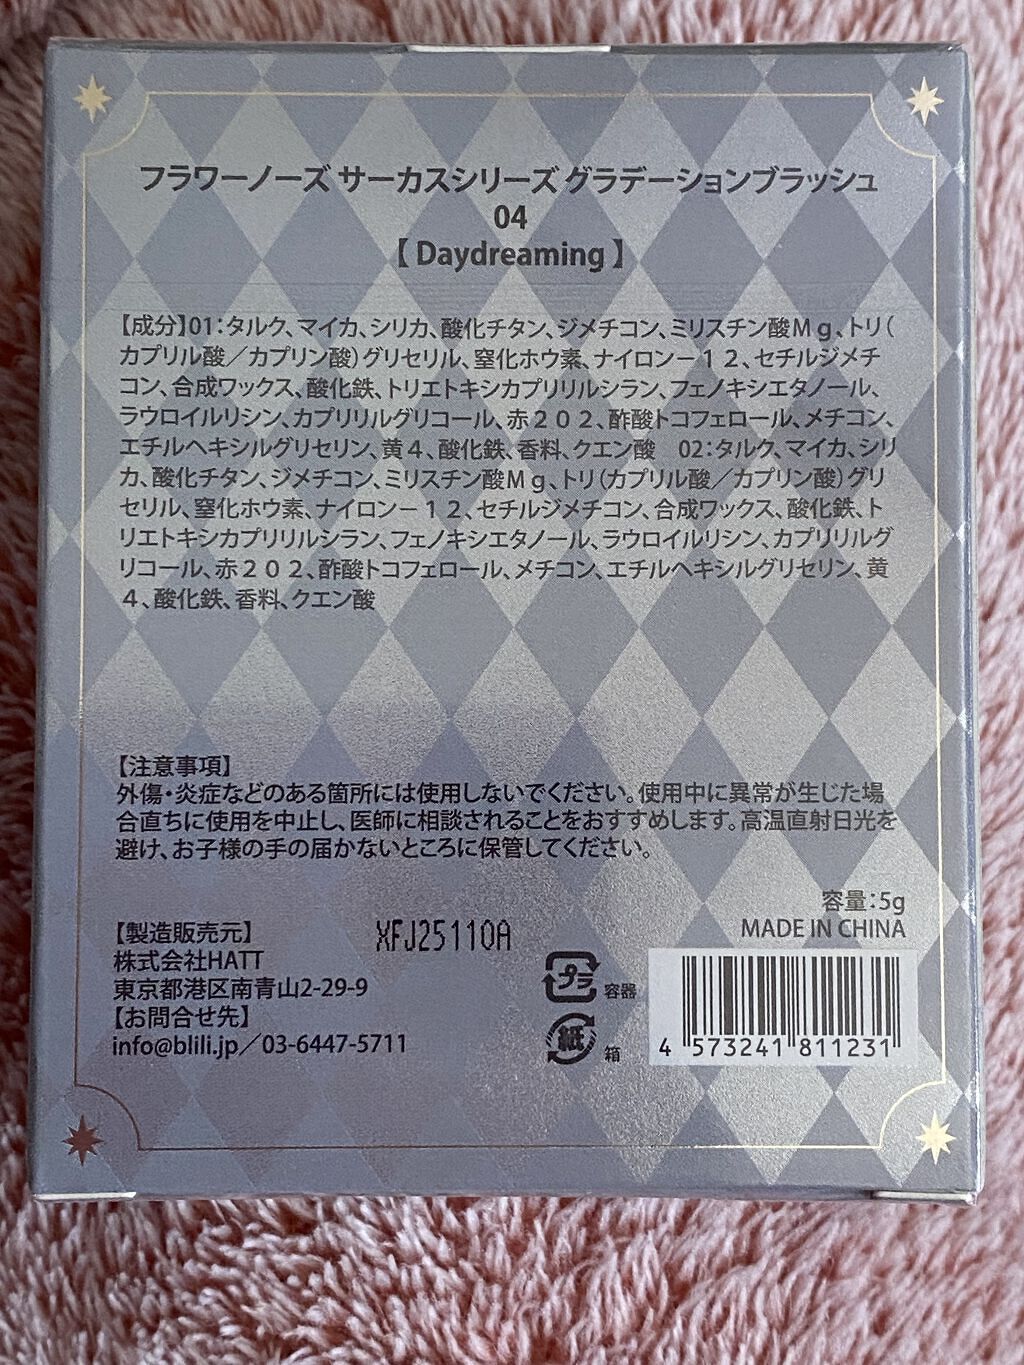 フラワーノーズ サーカスシリーズ グラデーションブラッシュ
04
【 Daydreaming 】
【成分】01：タルク、マイカ、シリカ、酸化チタン、ジメチコン、ミリスチン酸Ｍｇ、トリ（
カプリル酸／カプリン酸）グリセリル、窒化ホウ素、ナイロン－１２、セチルジメチ
コン、合成ワックス、酸化鉄、トリエトキシカプリリルシラン、フェノキシエタノール、
ラウロイルリシン、カプリリルグリコール、赤２０２、酢酸トコフェロール、メチコン、
エチルヘキシルグリセリン、黄４、酸化鉄、香料、クエン酸　02：タルク、マイカ、シリ
カ、酸化チタン、ジメチコン、ミリスチン酸Ｍｇ、トリ（カプリル酸／カプリン酸）グリ
セリル、窒化ホウ素、ナイロン－１２、セチルジメチコン、合成ワックス、酸化鉄、ト
リエトキシカプリリルシラン、フェノキシエタノール、ラウロイルリシン、カプリリルグ
リコール、赤２０２、酢酸トコフェロール、メチコン、エチルヘキシルグリセリン、黄
４、酸化鉄、香料、クエン酸
【注意事項】
外傷・炎症などのある箇所には使用しないでください。使用中に異常が生じた場
合直ちに使用を中止し、医師に相談されることをおすすめします。高温直射日光を
避け、お子様の手の届かないところに保管してください。
容量：5g
MADE IN CHINA
【製造販売元】
株式会社HATT
東京都港区南青山2-29-9
【お問合せ先】
info@blili.jp／03-6447-5711
XFJ25110A
プラ 容器
紙 箱
4 573241 811231